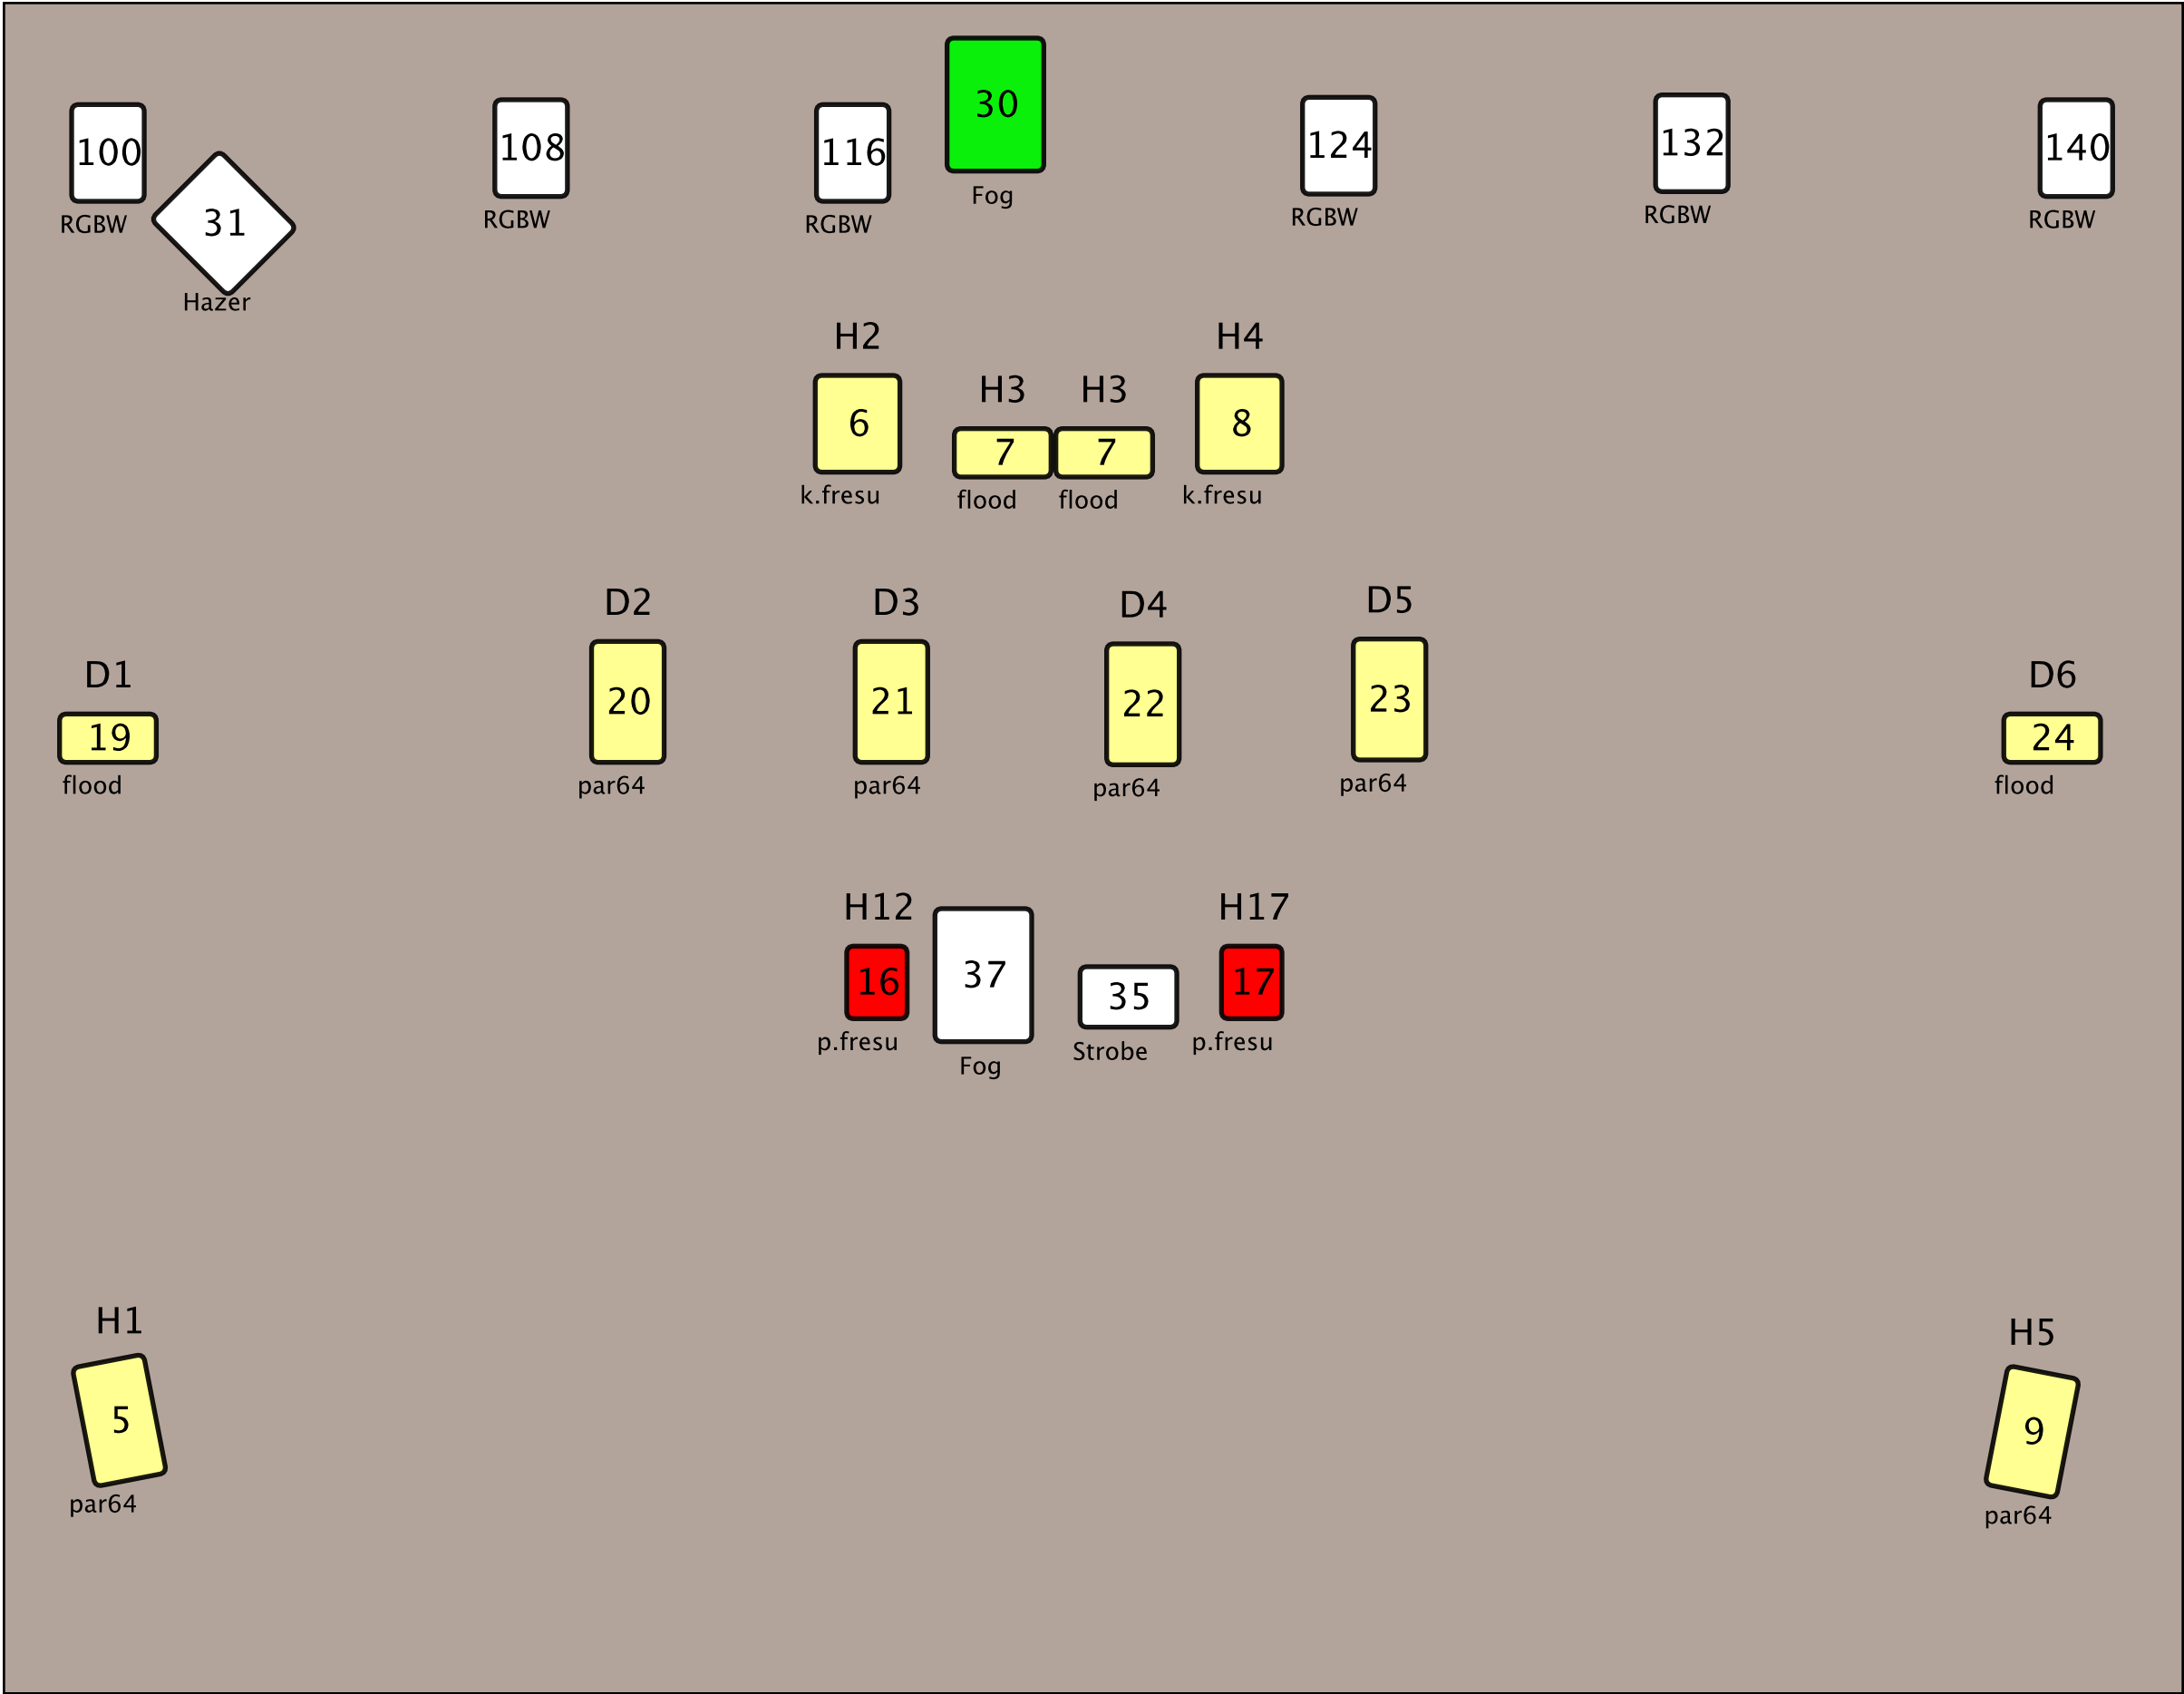 30
100
108
116
124
132
140
Fog
RGBW
RGBW
RGBW
RGBW
RGBW
RGBW
31
Hazer
H2
H3
H3
H4
6
7
7
8
k.fresu
flood
flood
k.fresu
D1
D2
D3
D4
D5
D6
19
20
21
22
23
24
flood
par64
par64
par64
par64
flood
H12
H17
16
37
35
17
p.fresu
Fog
Strobe
p.fresu
H1
H5
5
9
par64
par64